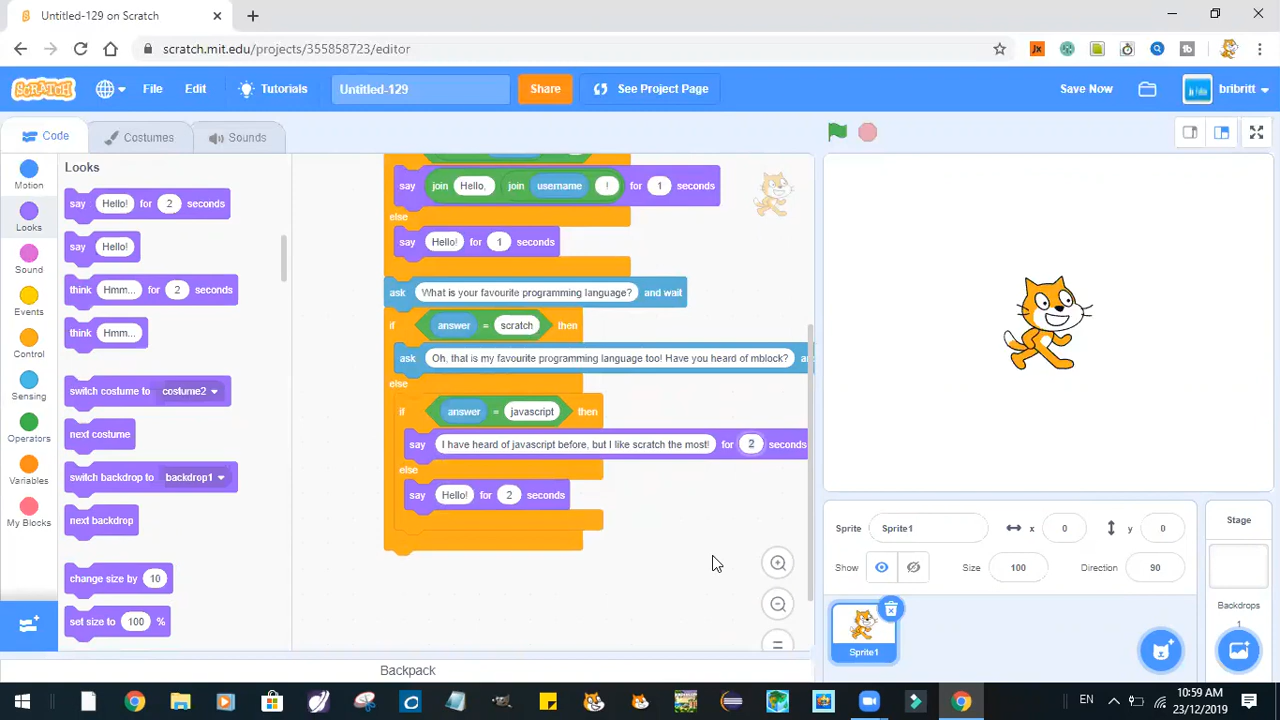 Untitled-129 on Scratch
scratch.mit.edu/projects/355858723/editor
SCRATCH
File
Edit
Tutorials
Untitled-129
Share
See Project Page
Save Now
bribritt
Code
Costumes
Sounds
Motion
Looks
Sound
Events
Control
Sensing
Operators
Variables
My Blocks
Looks
say Hello! for 2 seconds
say Hello!
think Hmm... for 2 seconds
think Hmm...
switch costume to costume2
next costume
switch backdrop to backdrop1
next backdrop
change size by 10
set size to 100 %
say join Hello, join username ! for 1 seconds
else
say Hello! for 1 seconds
ask What is your favourite programming language? and wait
if answer = scratch then
ask Oh, that is my favourite programming language too! Have you heard of mblock?
else
if answer = javascript then
say I have heard of javascript before, but I like scratch the most! for 2 seconds
else
say Hello! for 2 seconds
Backpack
Sprite Sprite1 x 0 y 0
Show Size 100 Direction 90
Sprite1
Stage
Backdrops
1
EN
10:59 AM
23/12/2019